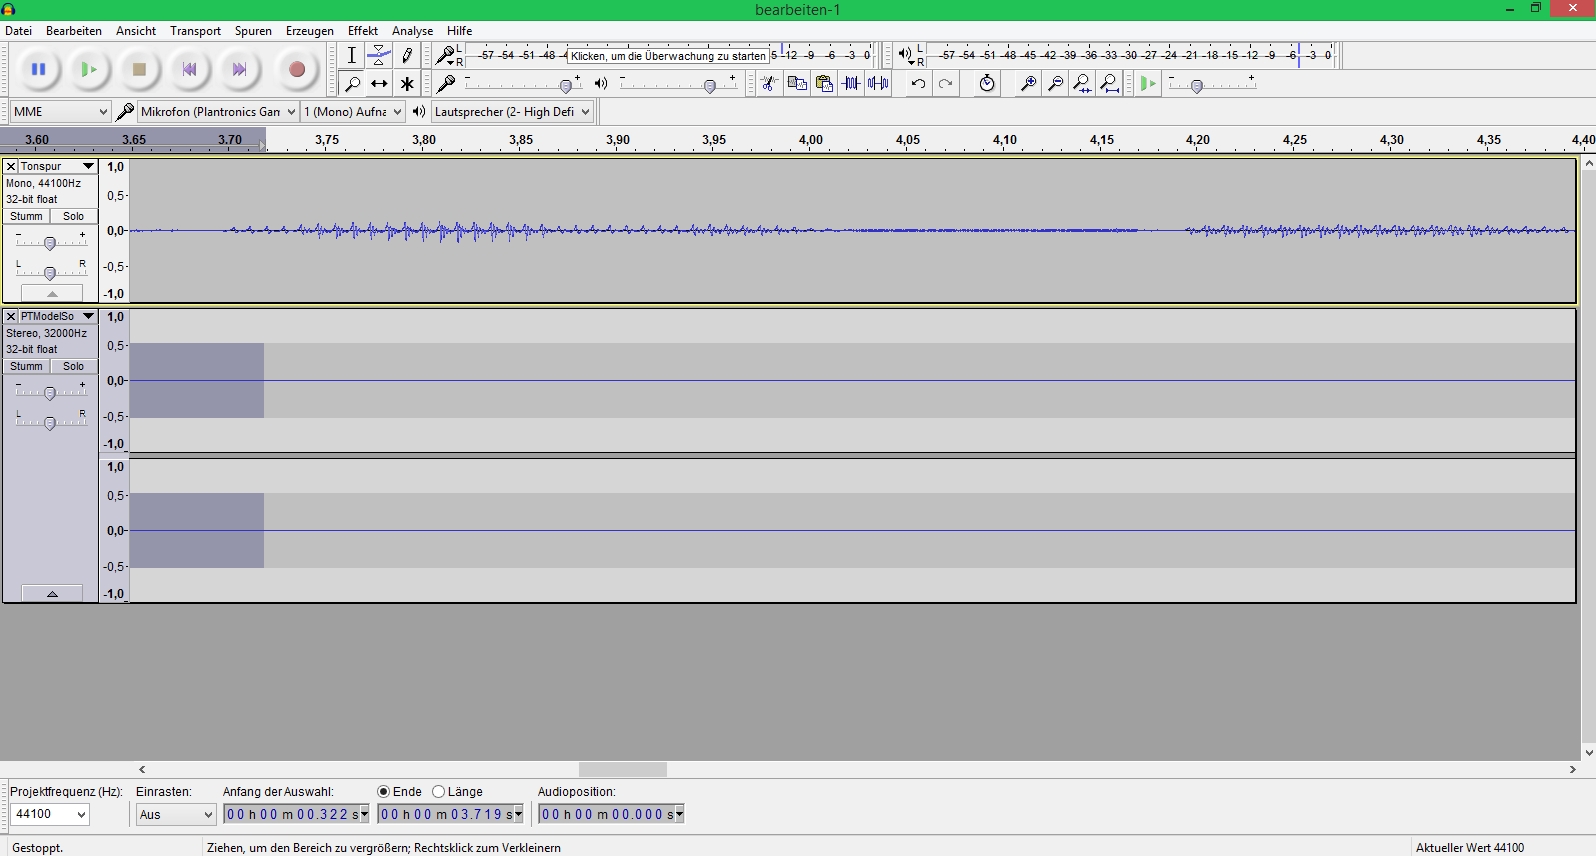 bearbeiten-1
Datei Bearbeiten Ansicht Transport Spuren Erzeugen Effekt Analyse Hilfe
L R -57 -54 -51 -48 -4 Klicken, um die Überwachung zu starten 5 -12 -9 -6 -3 0 L R -57 -54 -51 -48 -45 -42 -39 -36 -33 -30 -27 -24 -21 -18 -15 -12 -9 -6 -3 0
- + - + - +
MME Mikrofon (Plantronics Gan 1 (Mono) Aufna Lautsprecher (2- High Defi
3,60 3,65 3,70 3,75 3,80 3,85 3,90 3,95 4,00 4,05 4,10 4,15 4,20 4,25 4,30 4,35 4,40
Tonspur 1,0
Mono, 44100Hz
32-bit float 0,5
Stumm Solo
- + 0,0
L R -0,5
-1,0
PTModelSo 1,0
Stereo, 32000Hz
32-bit float 0,5
Stumm Solo
- + 0,0
L R -0,5
-1,0
1,0
0,5
0,0
-0,5
-1,0
Projektfrequenz (Hz): Einrasten: Anfang der Auswahl: Ende Länge Audioposition:
44100 Aus 00 h 00 m 00.322 s 00 h 00 m 03.719 s 00 h 00 m 00.000 s
Gestoppt. Ziehen, um den Bereich zu vergrößern; Rechtsklick zum Verkleinern Aktueller Wert 44100